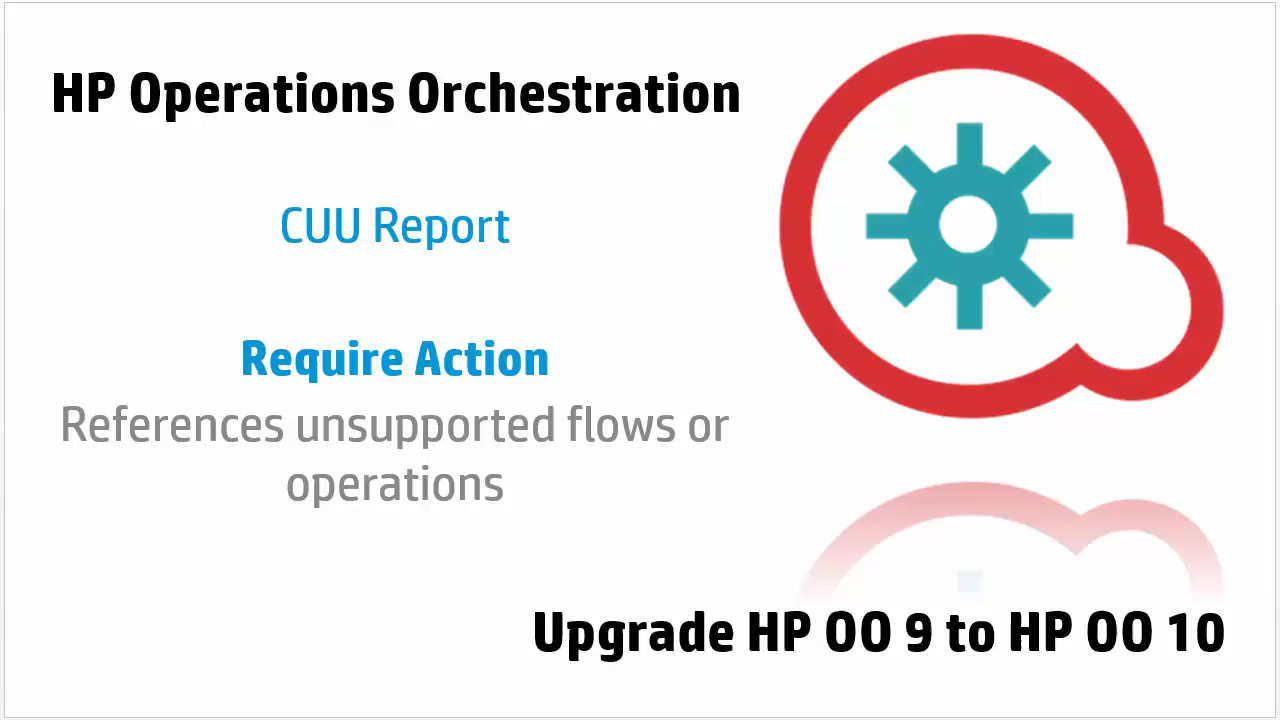 HP Operations Orchestration
CUU Report
Require Action
References unsupported flows or
operations
Upgrade HP OO 9 to HP OO 10